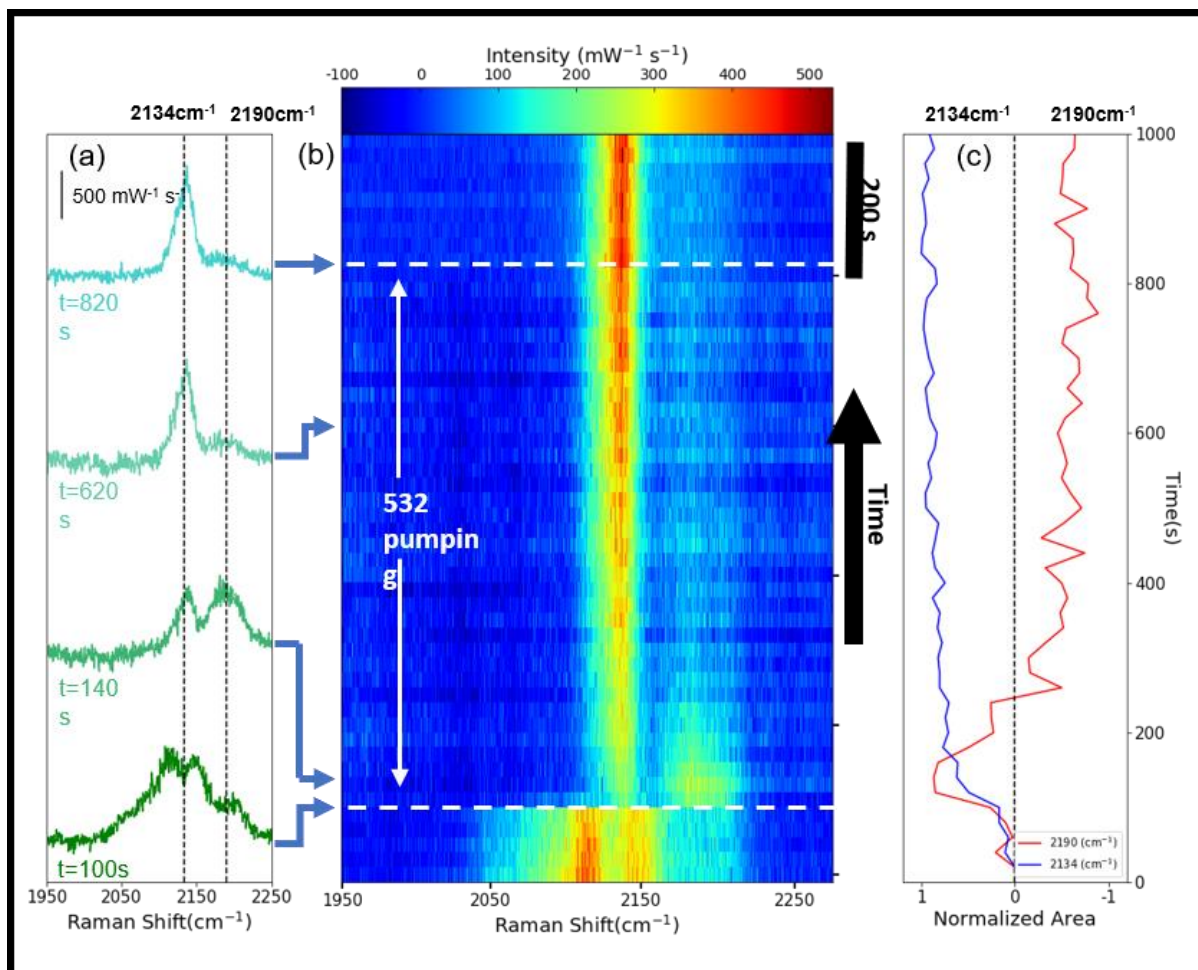 Intensity (mW⁻¹ s⁻¹)
-100 0 100 200 300 400 500
2134cm⁻¹ 2190cm⁻¹
(a)
500 mW⁻¹ s⁻¹
t=820
s
t=620
s
t=140
s
t=100s
1950 2050 2150 2250
Raman Shift(cm⁻¹)
(b)
532
pumpin
g
1950 2050 2150 2250
Raman Shift(cm⁻¹)
200 s
Time
2134cm⁻¹ 2190cm⁻¹
(c)
1000
800
600
400
200
0
Time(s)
2190 (cm⁻¹)
2134 (cm⁻¹)
1 0 -1
Normalized Area